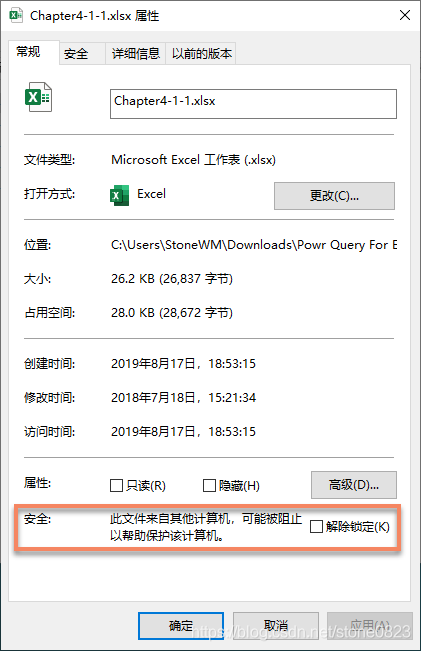 Chapter4-1-1.xlsx 属性
常规 安全 详细信息 以前的版本
Chapter4-1-1.xlsx
文件类型: Microsoft Excel 工作表 (.xlsx)
打开方式: Excel 更改(C)...
位置: C:\Users\StoneWM\Downloads\Powr Query For E
大小: 26.2 KB (26,837 字节)
占用空间: 28.0 KB (28,672 字节)
创建时间: 2019年8月17日，18:53:15
修改时间: 2018年7月18日，15:21:34
访问时间: 2019年8月17日，18:53:15
属性: 只读(R) 隐藏(H) 高级(D)...
安全: 此文件来自其他计算机，可能被阻止
以帮助保护该计算机。 解除锁定(K)
确定 取消 应用(A)
https://blog.csdn.net/stone0823